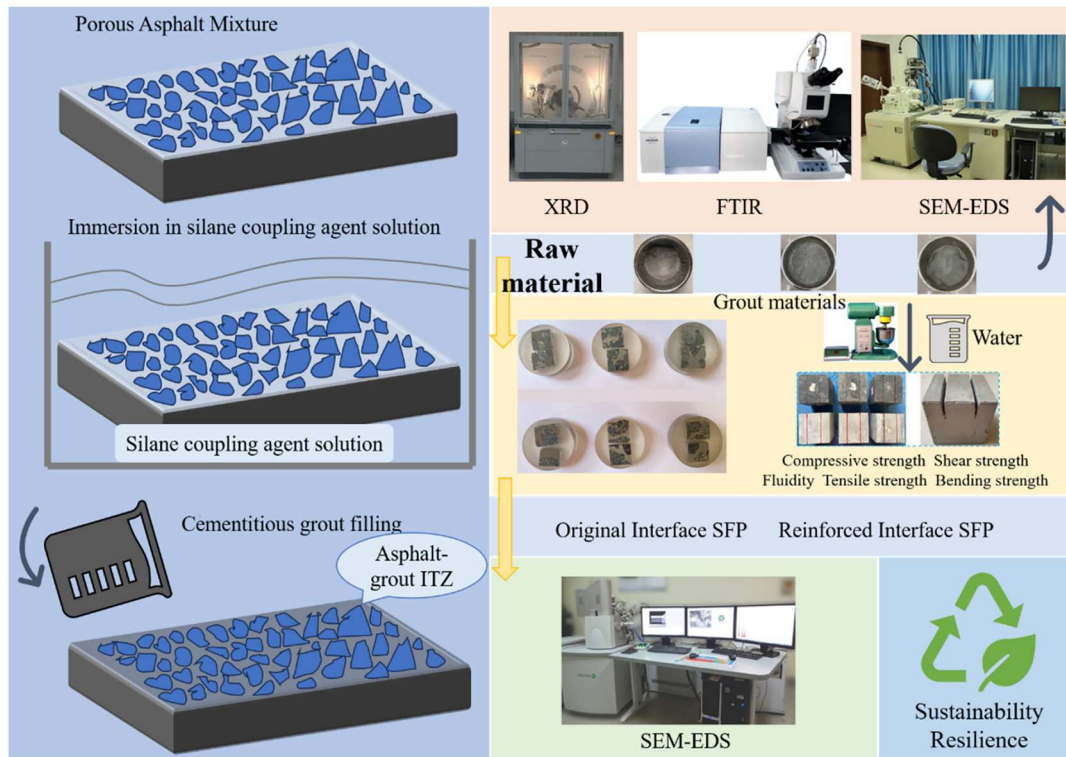 Porous Asphalt Mixture
Immersion in silane coupling agent solution
Silane coupling agent solution
Cementitious grout filling
Asphalt-
grout ITZ
XRD
FTIR
SEM-EDS
Raw
material
Grout materials
Water
Compressive strength Shear strength
Fluidity Tensile strength Bending strength
Original Interface SFP Reinforced Interface SFP
SEM-EDS
Sustainability
Resilience